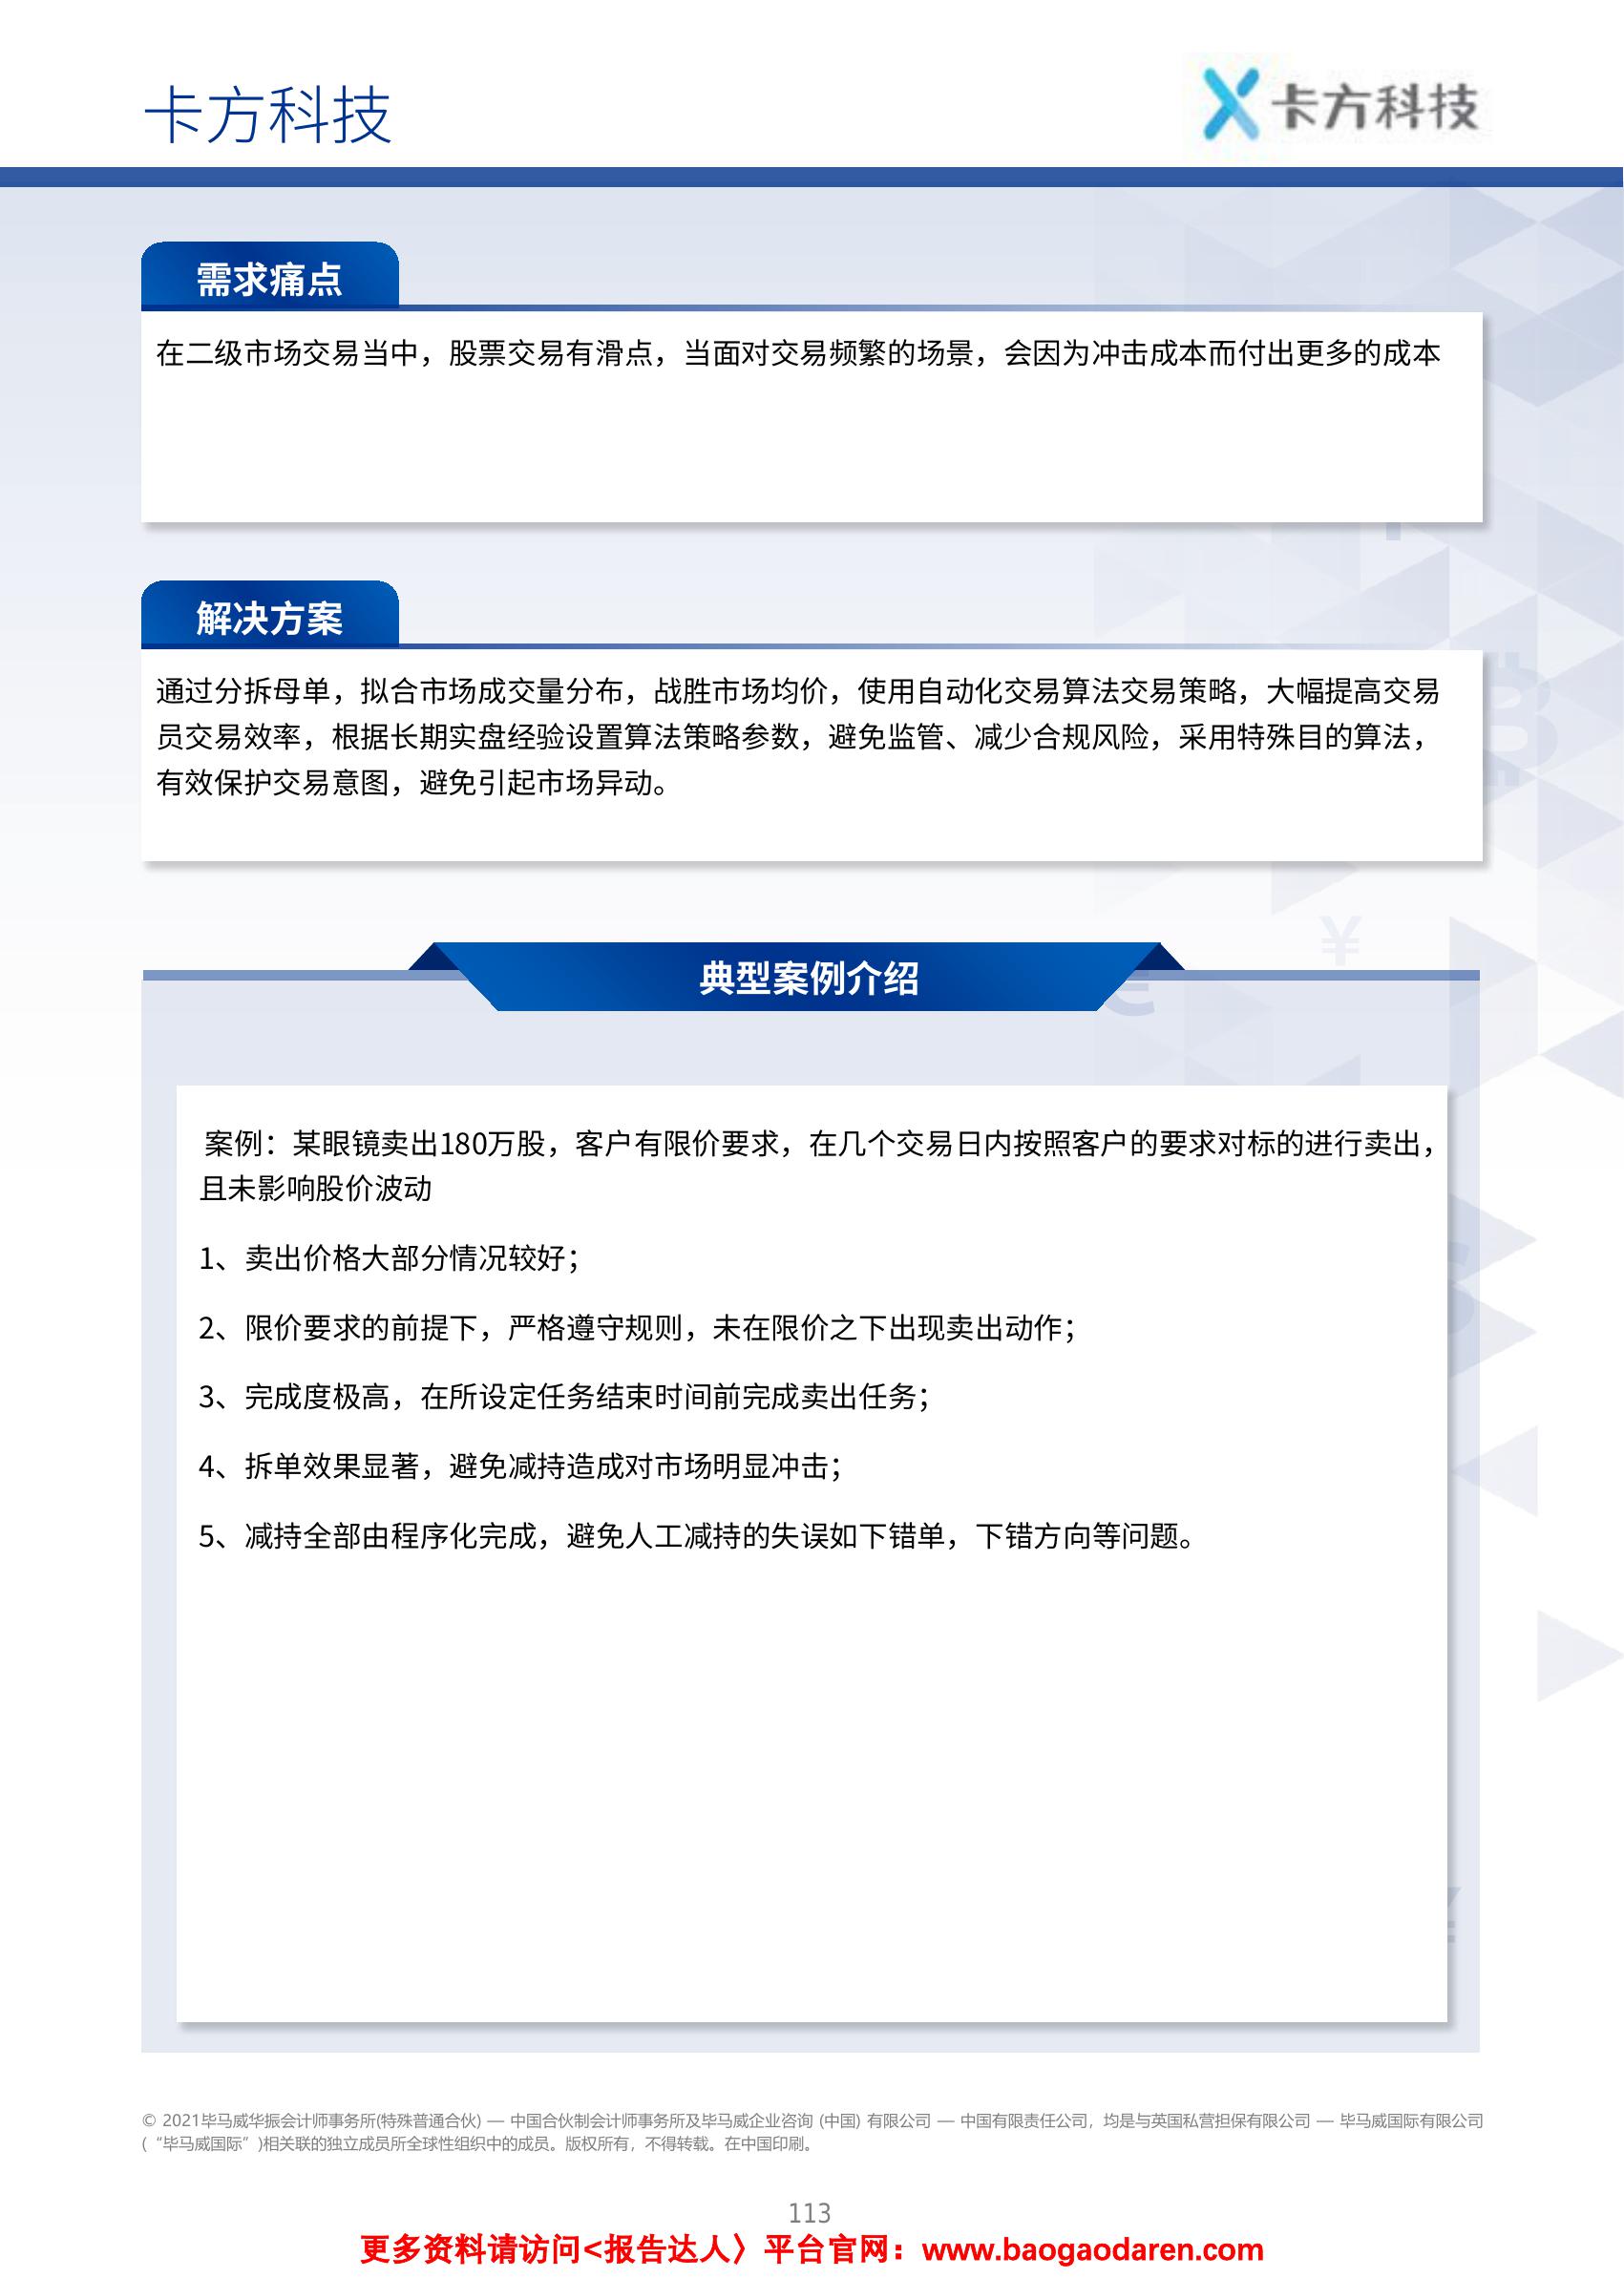 卡方科技
卡方科技
需求痛点
在二级市场交易当中，股票交易有滑点，当面对交易频繁的场景，会因为冲击成本而付出更多的成本
解决方案
通过分拆母单，拟合市场成交量分布，战胜市场均价，使用自动化交易算法交易策略，大幅提高交易
员交易效率，根据长期实盘经验设置算法策略参数，避免监管、减少合规风险，采用特殊目的算法，
有效保护交易意图，避免引起市场异动。
典型案例介绍
案例：某眼镜卖出180万股，客户有限价要求，在几个交易日内按照客户的要求对标的进行卖出，
且未影响股价波动
1、卖出价格大部分情况较好；
2、限价要求的前提下，严格遵守规则，未在限价之下出现卖出动作；
3、完成度极高，在所设定任务结束时间前完成卖出任务；
4、拆单效果显著，避免减持造成对市场明显冲击；
5、减持全部由程序化完成，避免人工减持的失误如下错单，下错方向等问题。
© 2021毕马威华振会计师事务所(特殊普通合伙) — 中国合伙制会计师事务所及毕马威企业咨询 (中国) 有限公司 — 中国有限责任公司，均是与英国私营担保有限公司 — 毕马威国际有限公司
(“毕马威国际”)相关联的独立成员所全球性组织中的成员。版权所有，不得转载。在中国印刷。
113
更多资料请访问<报告达人〉平台官网：www.baogaodaren.com